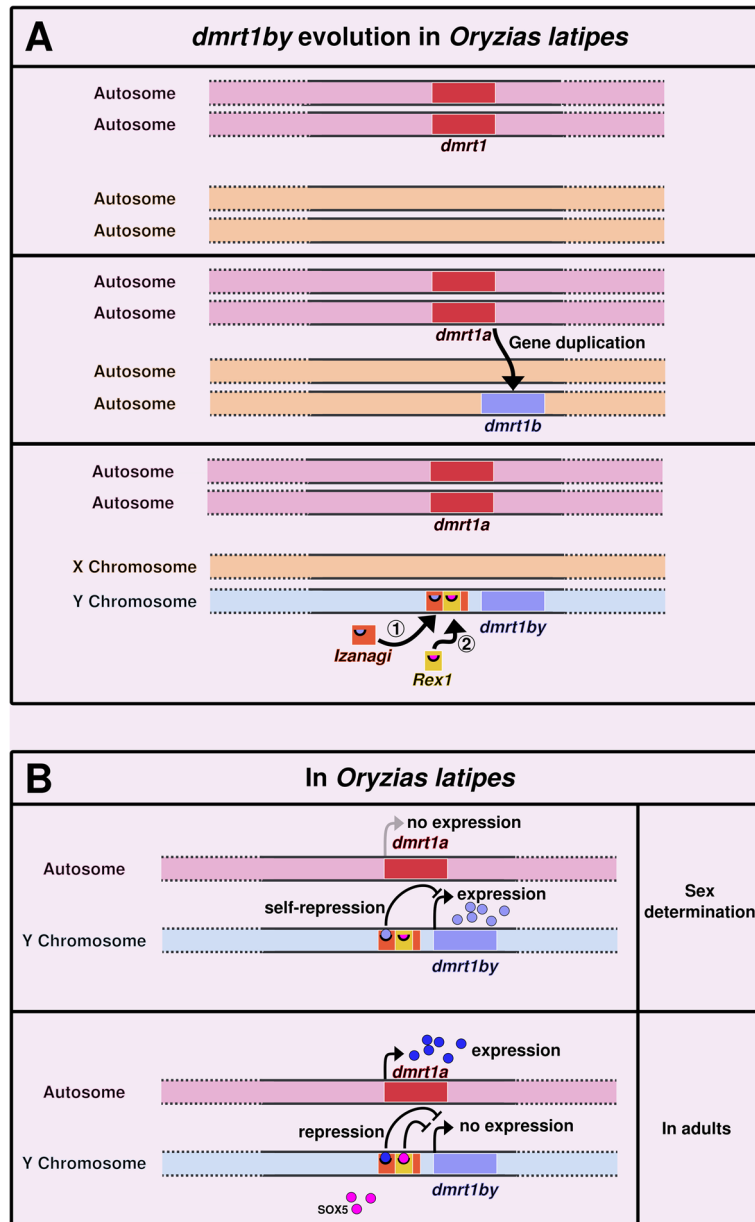 A
dmrt1by evolution in Oryzias latipes
Autosome
Autosome
dmrt1
Autosome
Autosome
Autosome
Autosome
dmrt1a
Gene duplication
Autosome
Autosome
dmrt1b
Autosome
Autosome
dmrt1a
X Chromosome
Y Chromosome
dmrt1by
1
Izanagi
2
Rex1
B
In Oryzias latipes
no expression
dmrt1a
Autosome
self-repression
expression
Y Chromosome
dmrt1by
Sex
determination
expression
dmrt1a
Autosome
repression
no expression
Y Chromosome
dmrt1by
SOX5
In adults